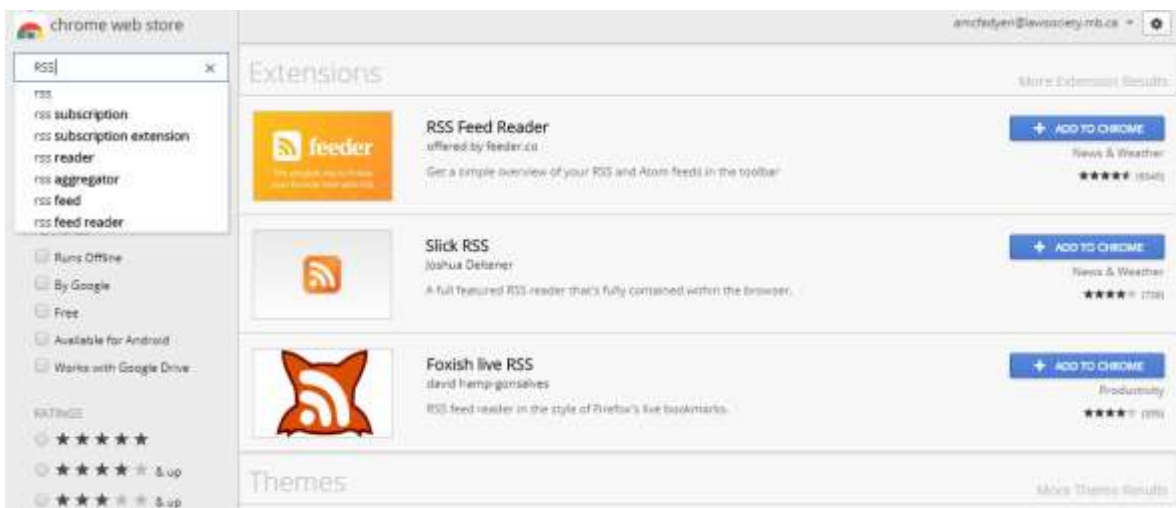 chrome web store
RSS
rss
rss subscription
rss subscription extension
rss reader
rss aggregator
rss feed
rss feed reader
Runs Offline
By Google
Free
Available for Android
Works with Google Drive
RATINGS
& up
& up
Extensions
More Extension Results
feeder
RSS Feed Reader
offered by feeder.co
Get a simple overview of your RSS and Atom feeds in the toolbar
+ ADD TO CHROME
News & Weather
Slick RSS
Joshua
A full featured RSS reader that's fully contained within the browser.
+ ADD TO CHROME
News & Weather
Foxish live RSS
david hemp-gonsalves
RSS feed reader in the style of Firefox's live bookmarks.
+ ADD TO CHROME
Productivity
Themes
More Theme Results